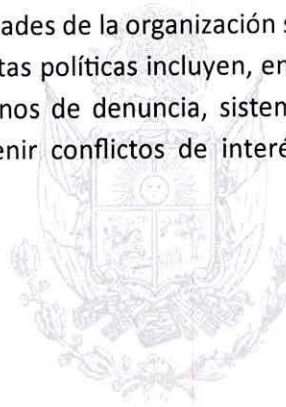 ades de la organización s
tas políticas incluyen, en
nos de denuncia, sistem
enir conflictos de interé